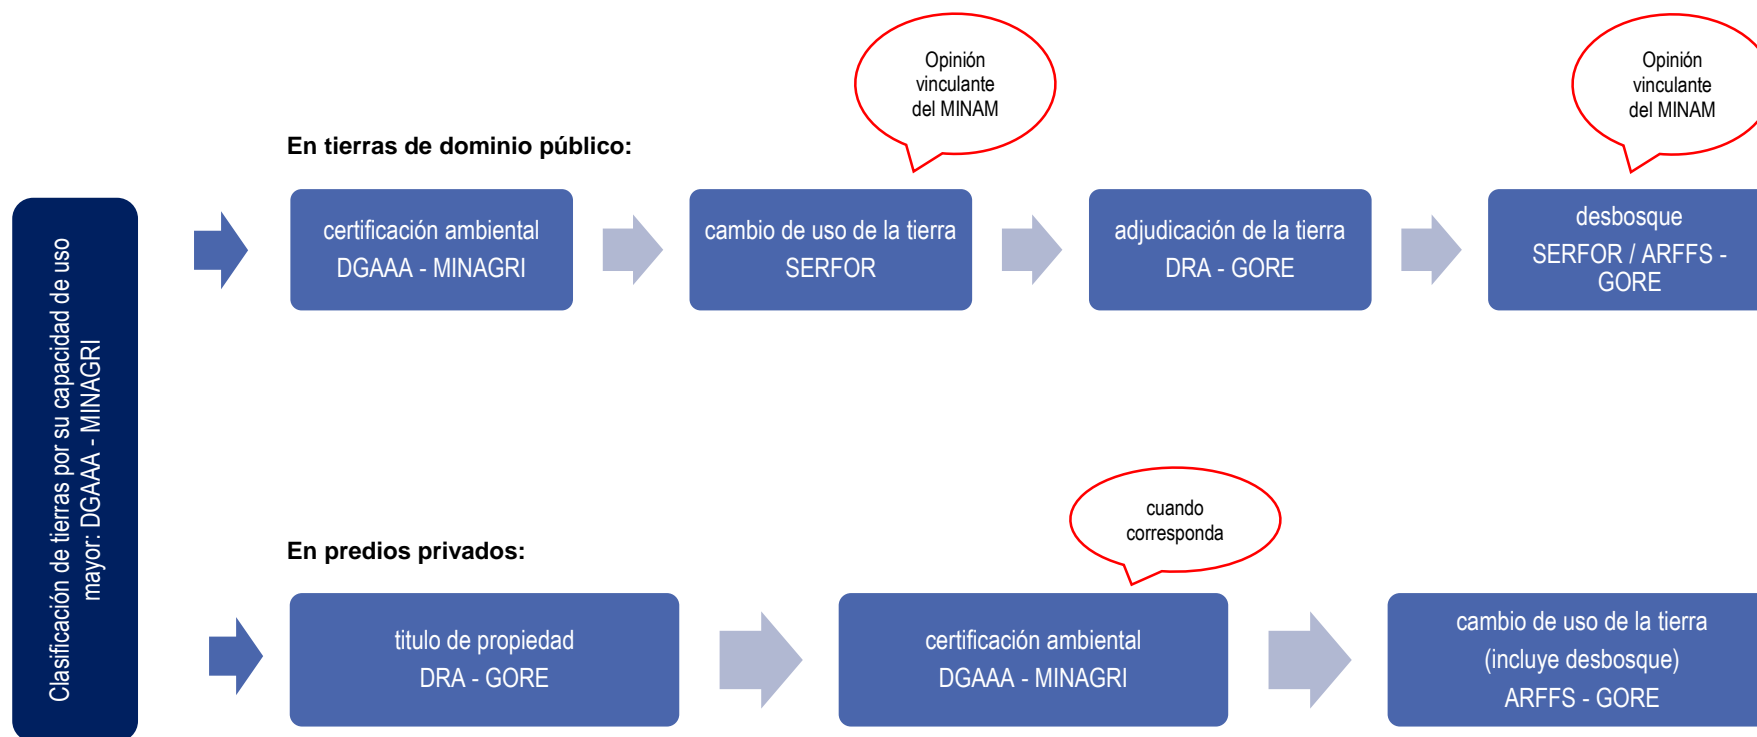 Clasificación de tierras por su capacidad de uso
mayor: DGAAA - MINAGRI
En tierras de dominio público:
Opinión
vinculante
del MINAM
Opinión
vinculante
del MINAM
certificación ambiental
DGAAA - MINAGRI
cambio de uso de la tierra
SERFOR
adjudicación de la tierra
DRA - GORE
desbosque
SERFOR / ARFFS -
GORE
En predios privados:
cuando
corresponda
titulo de propiedad
DRA - GORE
certificación ambiental
DGAAA - MINAGRI
cambio de uso de la tierra
(incluye desbosque)
ARFFS - GORE